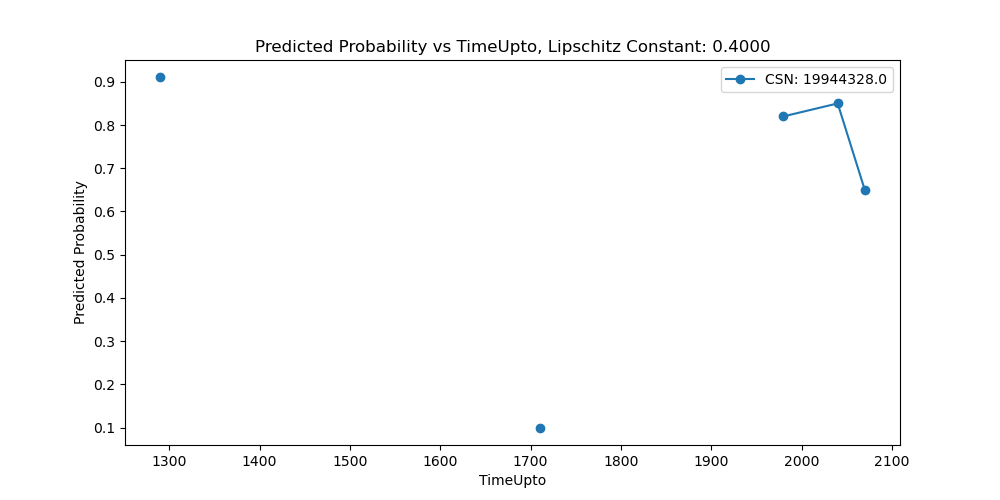 Predicted Probability vs TimeUpto, Lipschitz Constant: 0.4000
CSN: 19944328.0
Predicted Probability
0.9
0.8
0.7
0.6
0.5
0.4
0.3
0.2
0.1
1300 1400 1500 1600 1700 1800 1900 2000 2100
TimeUpto